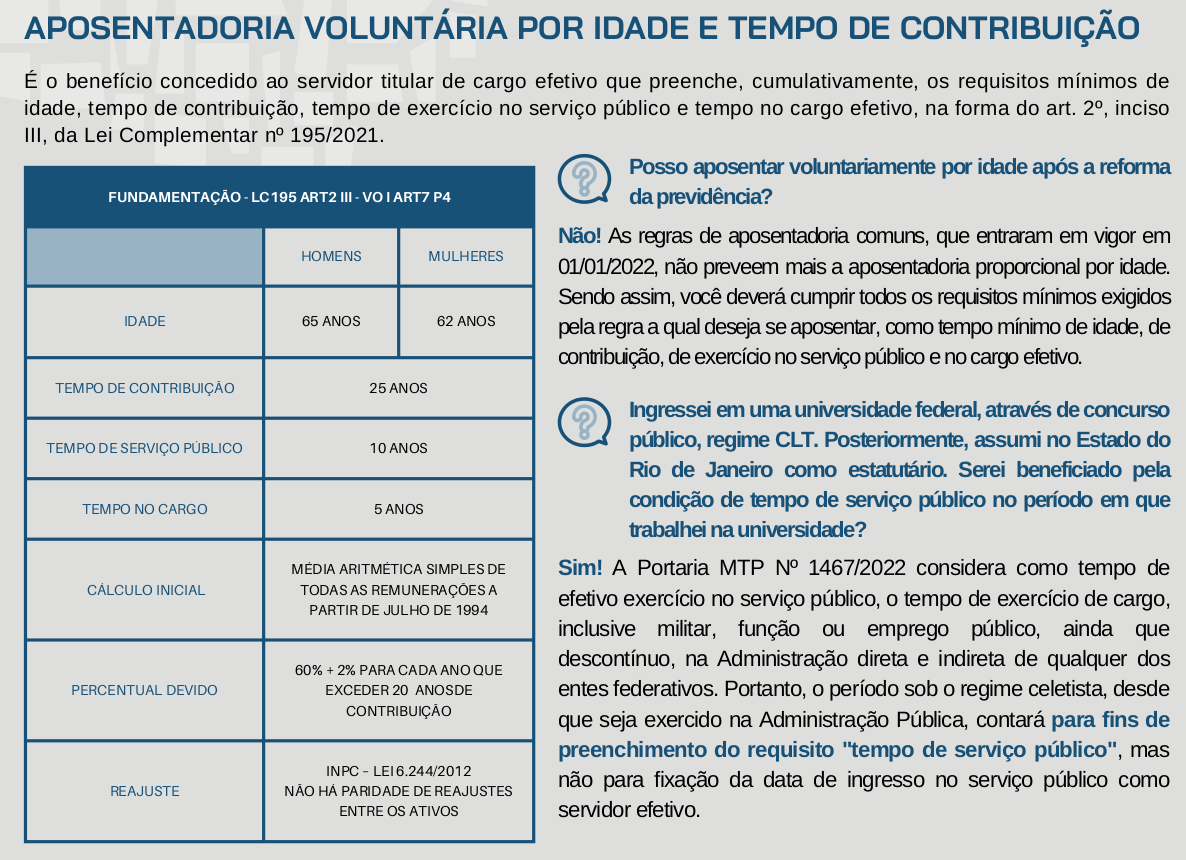 APOSENTADORIA VOLUNTÁRIA POR IDADE E TEMPO DE CONTRIBUIÇÃO
É o benefício concedido ao servidor titular de cargo efetivo que preenche, cumulativamente, os requisitos mínimos de
idade, tempo de contribuição, tempo de exercício no serviço público e tempo no cargo efetivo, na forma do art. 2º, inciso
III, da Lei Complementar nº 195/2021.
FUNDAMENTAÇÃO - LC195 ART2 III - VO I ART7 P4
HOMENS
MULHERES
IDADE
65 ANOS
62 ANOS
TEMPO DE CONTRIBUIÇÃO
25 ANOS
TEMPO DE SERVIÇO PÚBLICO
10 ANOS
TEMPO NO CARGO
5 ANOS
CÁLCULO INICIAL
MÉDIA ARITMÉTICA SIMPLES DE
TODAS AS REMUNERAÇÕES A
PARTIR DE JULHO DE 1994
PERCENTUAL DEVIDO
60% + 2% PARA CADA ANO QUE
EXCEDER 20 ANOSDE
CONTRIBUIÇÃO
REAJUSTE
INPC – LEI 6.244/2012
NÃO HÁ PARIDADE DE REAJUSTES
ENTRE OS ATIVOS
Posso aposentar voluntariamente por idade após a reforma
da previdência?
Não! As regras de aposentadoria comuns, que entraram em vigor em
01/01/2022, não preveem mais a aposentadoria proporcional por idade.
Sendo assim, você deverá cumprir todos os requisitos mínimos exigidos
pela regra a qual deseja se aposentar, como tempo mínimo de idade, de
contribuição, de exercício no serviço público e no cargo efetivo.
Ingressei em uma universidade federal, através de concurso
público, regime CLT. Posteriormente, assumi no Estado do
Rio de Janeiro como estatutário. Serei beneficiado pela
condição de tempo de serviço público no período em que
trabalhei na universidade?
Sim! A Portaria MTP Nº 1467/2022 considera como tempo de
efetivo exercício no serviço público, o tempo de exercício de cargo,
inclusive militar, função ou emprego público, ainda que
descontínuo, na Administração direta e indireta de qualquer dos
entes federativos. Portanto, o período sob o regime celetista, desde
que seja exercido na Administração Pública, contará para fins de
preenchimento do requisito "tempo de serviço público", mas
não para fixação da data de ingresso no serviço público como
servidor efetivo.